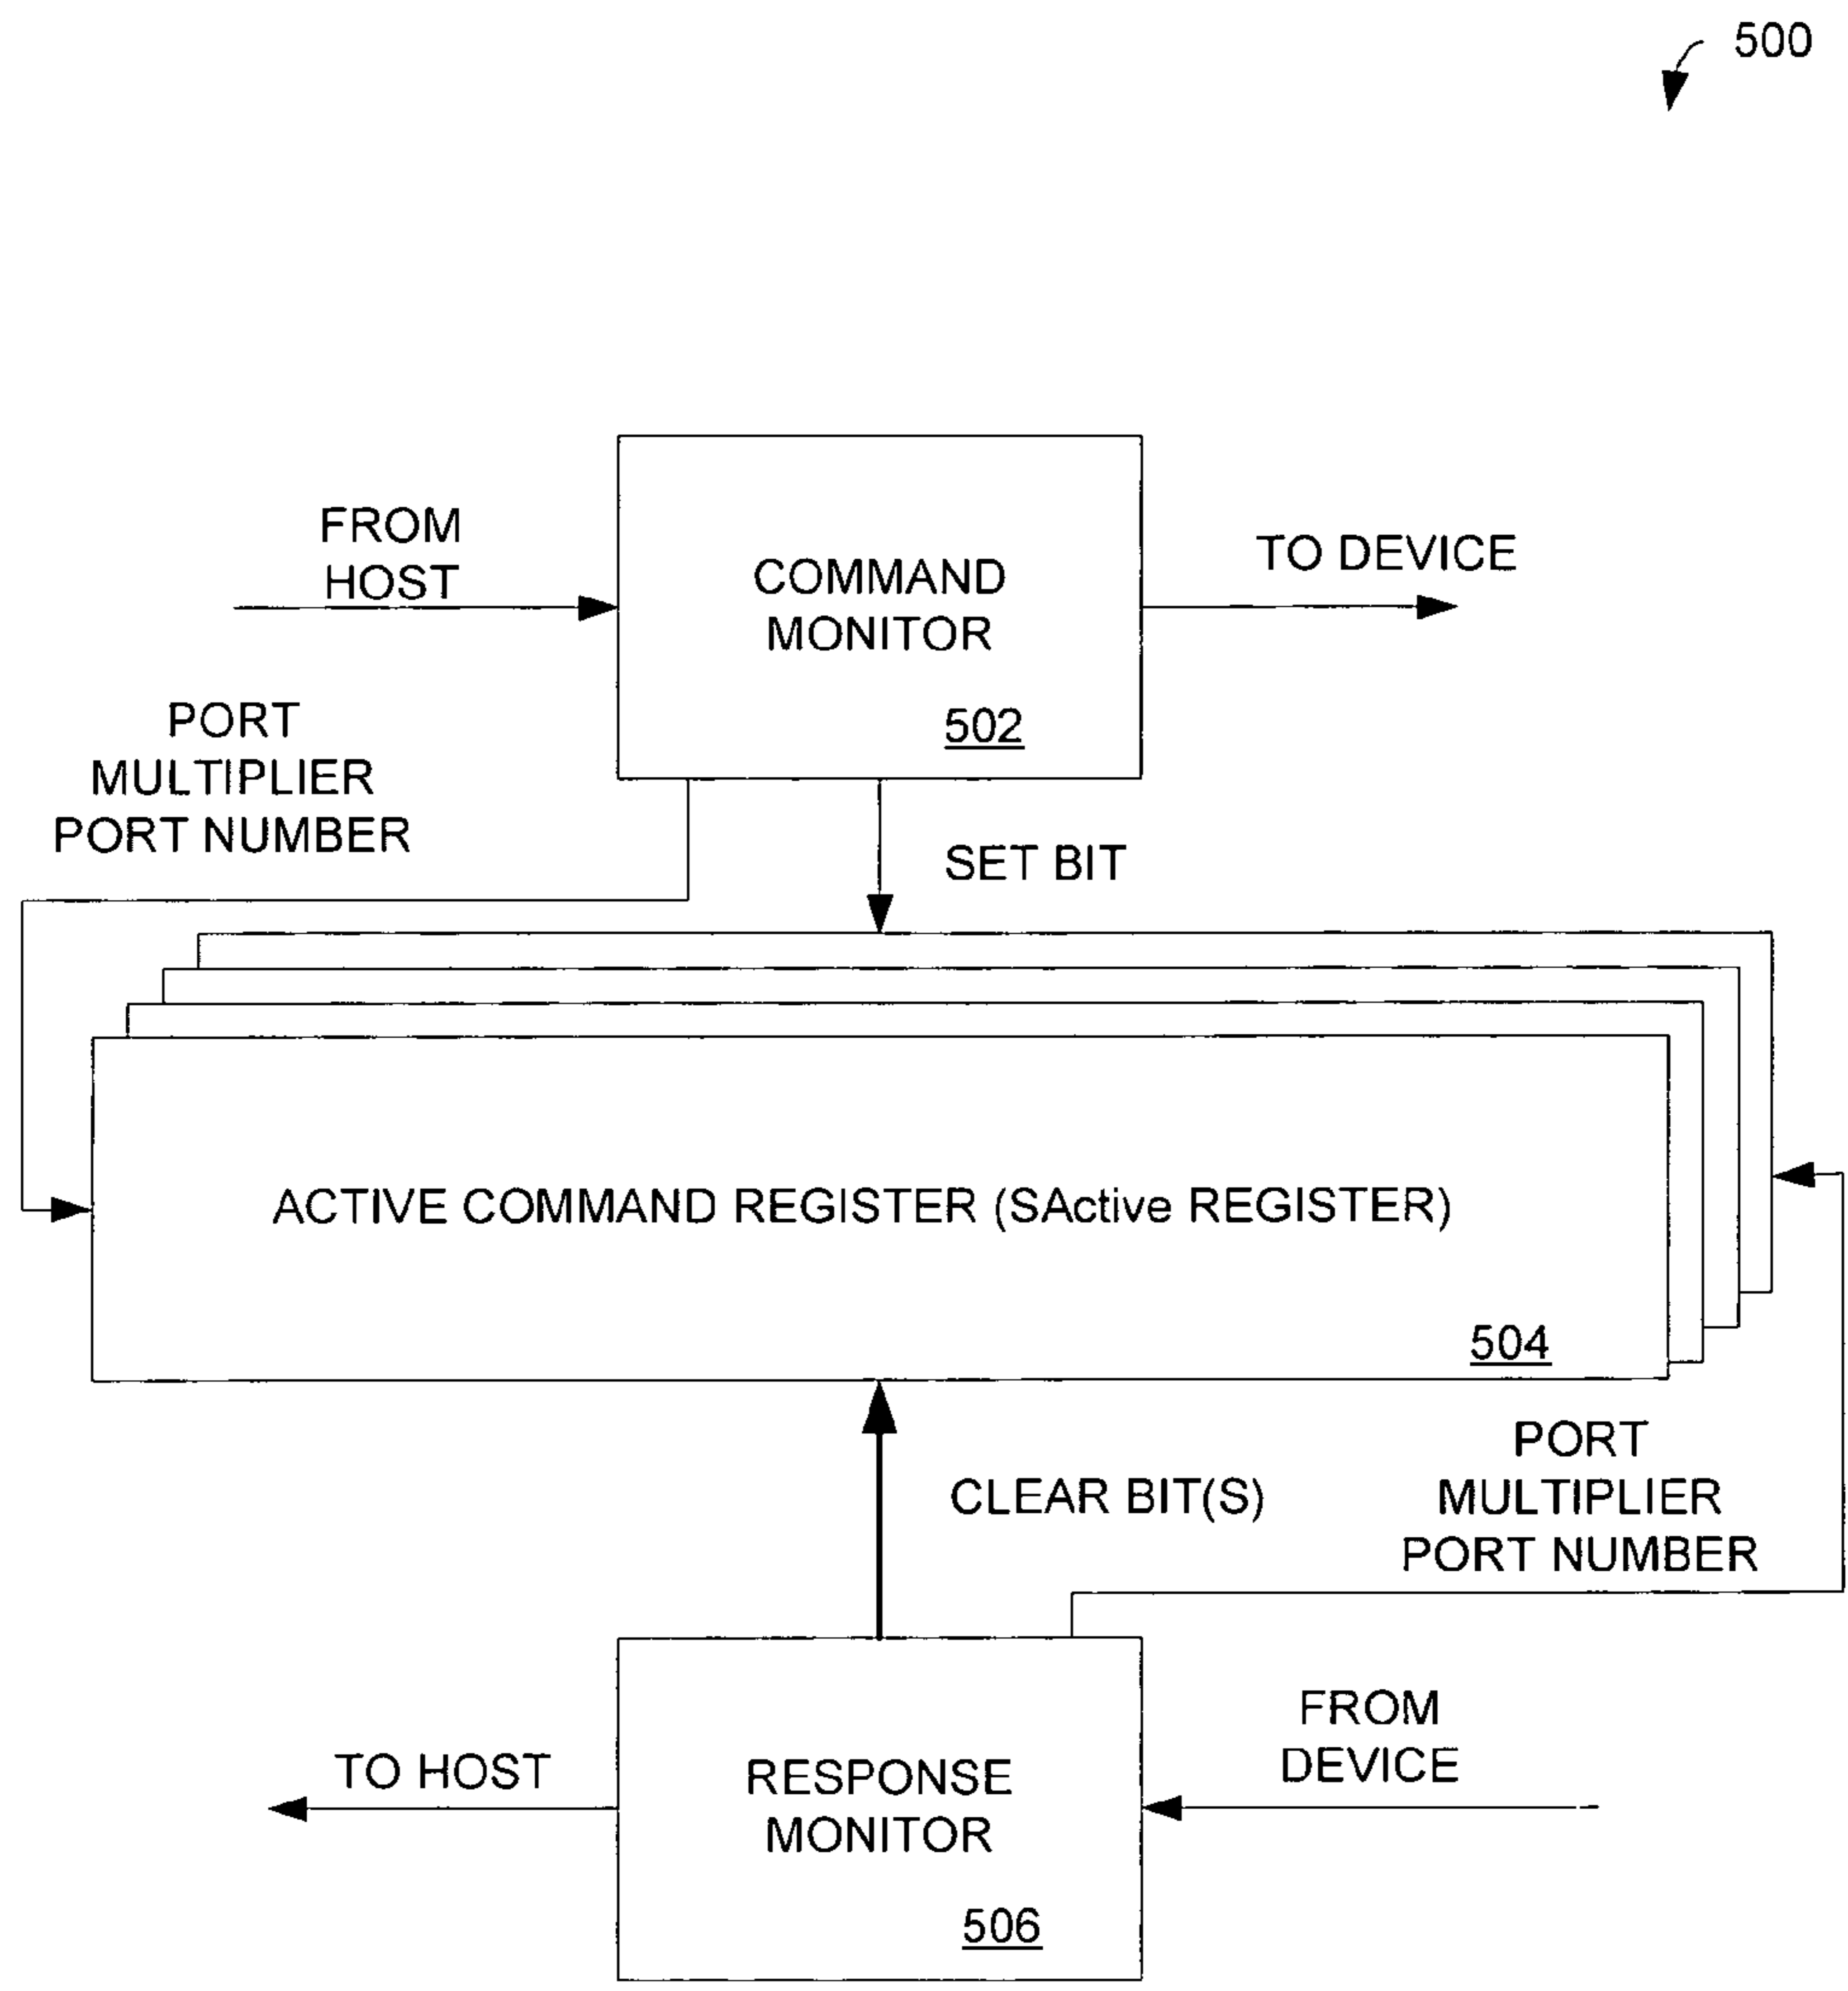 500
FROM
HOST
COMMAND
MONITOR
502
TO DEVICE
PORT
MULTIPLIER
PORT NUMBER
SET BIT
ACTIVE COMMAND REGISTER (SActive REGISTER)
504
CLEAR BIT(S)
PORT
MULTIPLIER
PORT NUMBER
TO HOST
RESPONSE
MONITOR
506
FROM
DEVICE